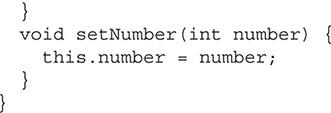 }
  void setNumber(int number) {
    this.number = number;
  }
}